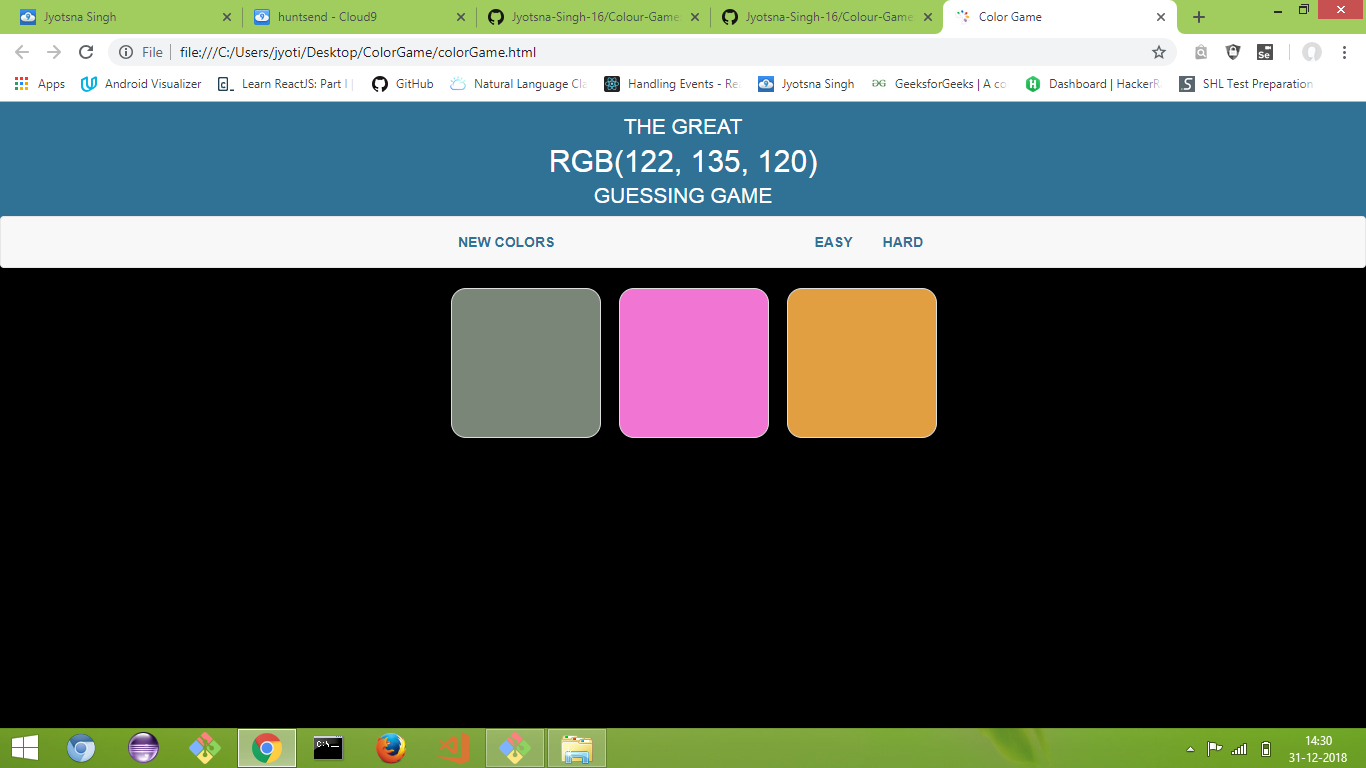 Jyotsna Singh
huntsend - Cloud9
Jyotsna-Singh-16/Colour-Game
Jyotsna-Singh-16/Colour-Game
Color Game
File
file:///C:/Users/jyoti/Desktop/ColorGame/colorGame.html
Se
Apps
Android Visualizer
Learn ReactJS: Part I |
GitHub
Natural Language Cla
Handling Events - Re
Jyotsna Singh
GeeksforGeeks | A co
Dashboard | HackerR
SHL Test Preparation
THE GREAT
RGB(122, 135, 120)
GUESSING GAME
NEW COLORS
EASY
HARD
14:30
31-12-2018